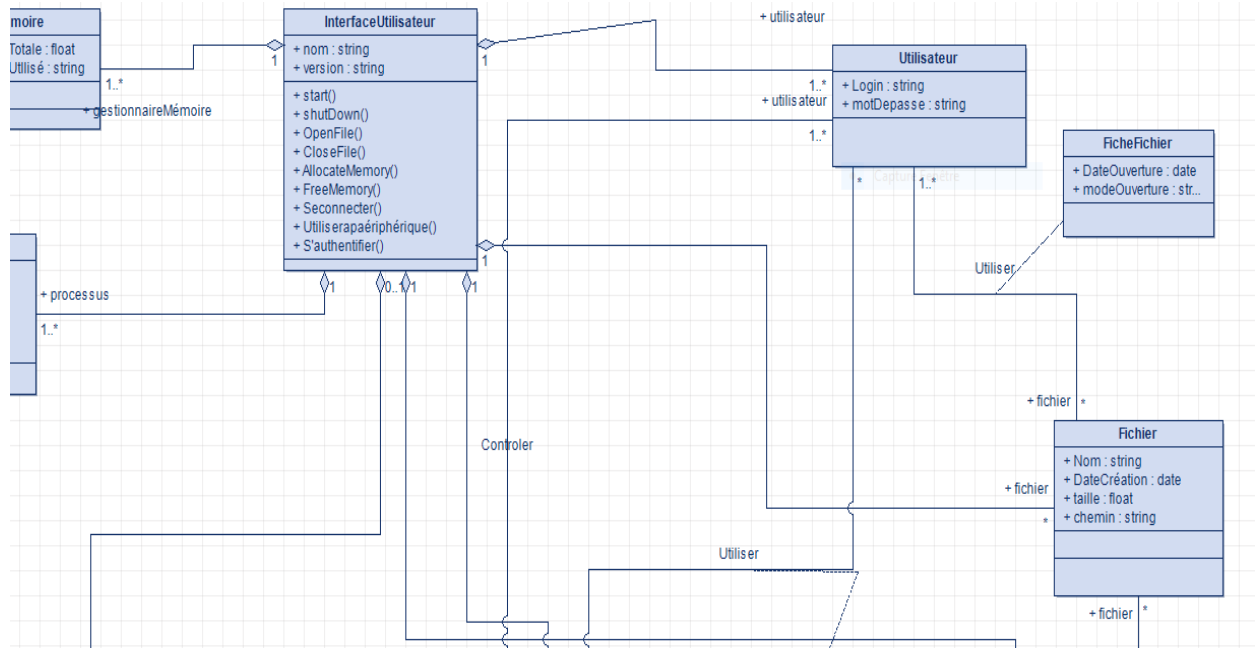 moire
Totale : float
Utilisé : string
1..*
+ gestionnaireMémoire
1
InterfaceUtilisateur
+ nom : string
+ version : string
+ start()
+ shutDown()
+ OpenFile()
+ CloseFile()
+ AllocateMemory()
+ FreeMemory()
+ Seconnecter()
+ Utiliserapaériphérique()
+ S'authentifier()
1
+ utilisateur
1..*
+ utilisateur
1..*
Utilisateur
+ Login : string
+ motDepasse : string
Capture
*
1..*
FicheFichier
+ DateOuverture : date
+ modeOuverture : str...
Utiliser
1
1
0..1
1
1
+ processus
1..*
Controler
+ fichier
*
Fichier
+ Nom : string
+ DateCréation : date
+ taille : float
+ chemin : string
+ fichier
*
Utiliser
+ fichier
*